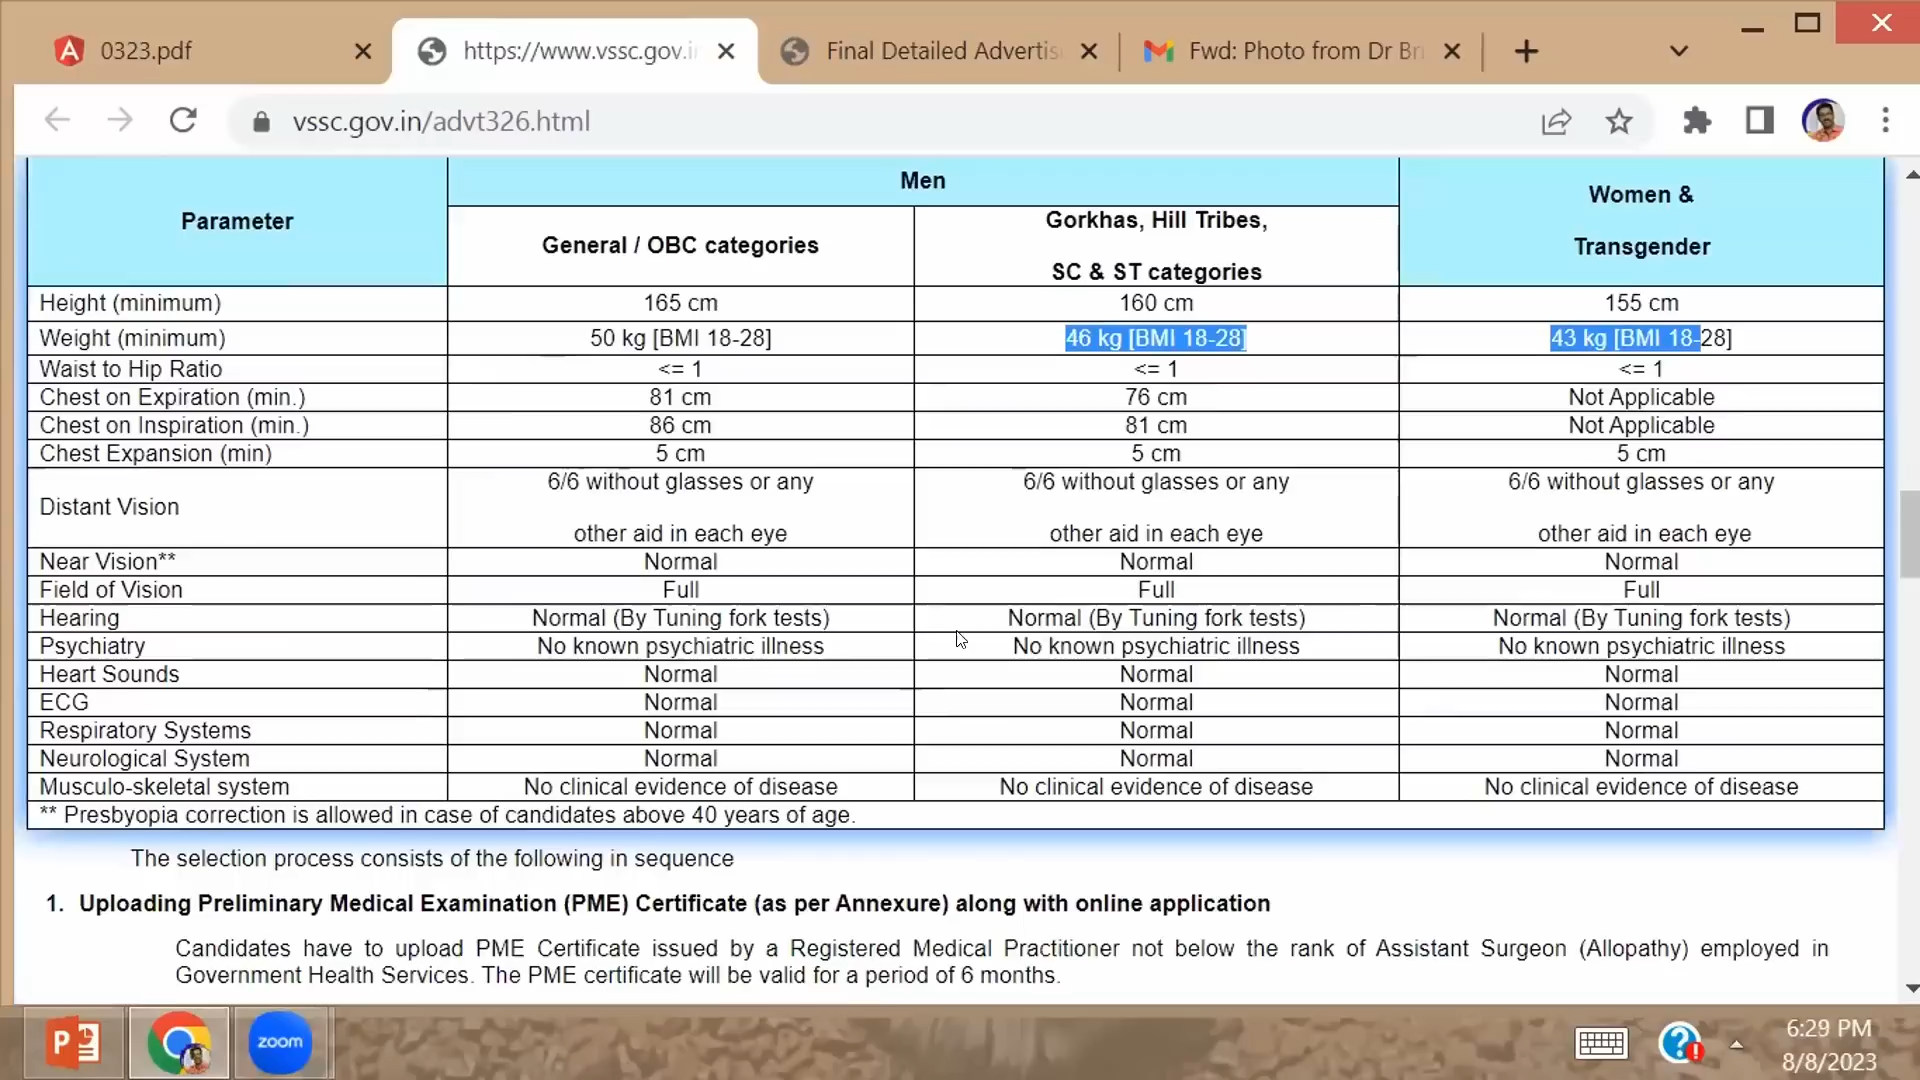 0323.pdf
https://www.vssc.gov.i
Final Detailed Advertis
Fwd: Photo from Dr Br
vssc.gov.in/advt326.html
Parameter
Men
Women &
Transgender
General / OBC categories
Gorkhas, Hill Tribes,
SC & ST categories
Height (minimum) 165 cm 160 cm 155 cm
Weight (minimum) 50 kg [BMI 18-28] 46 kg [BMI 18-28] 43 kg [BMI 18-28]
Waist to Hip Ratio <= 1 <= 1 <= 1
Chest on Expiration (min.) 81 cm 76 cm Not Applicable
Chest on Inspiration (min.) 86 cm 81 cm Not Applicable
Chest Expansion (min) 5 cm 5 cm 5 cm
Distant Vision
6/6 without glasses or any
other aid in each eye
6/6 without glasses or any
other aid in each eye
6/6 without glasses or any
other aid in each eye
Near Vision** Normal Normal Normal
Field of Vision Full Full Full
Hearing Normal (By Tuning fork tests) Normal (By Tuning fork tests) Normal (By Tuning fork tests)
Psychiatry No known psychiatric illness No known psychiatric illness No known psychiatric illness
Heart Sounds Normal Normal Normal
ECG Normal Normal Normal
Respiratory Systems Normal Normal Normal
Neurological System Normal Normal Normal
Musculo-skeletal system No clinical evidence of disease No clinical evidence of disease No clinical evidence of disease
** Presbyopia correction is allowed in case of candidates above 40 years of age.
The selection process consists of the following in sequence
1. Uploading Preliminary Medical Examination (PME) Certificate (as per Annexure) along with online application
Candidates have to upload PME Certificate issued by a Registered Medical Practitioner not below the rank of Assistant Surgeon (Allopathy) employed in
Government Health Services. The PME certificate will be valid for a period of 6 months.
zoom
6:29 PM
8/8/2023